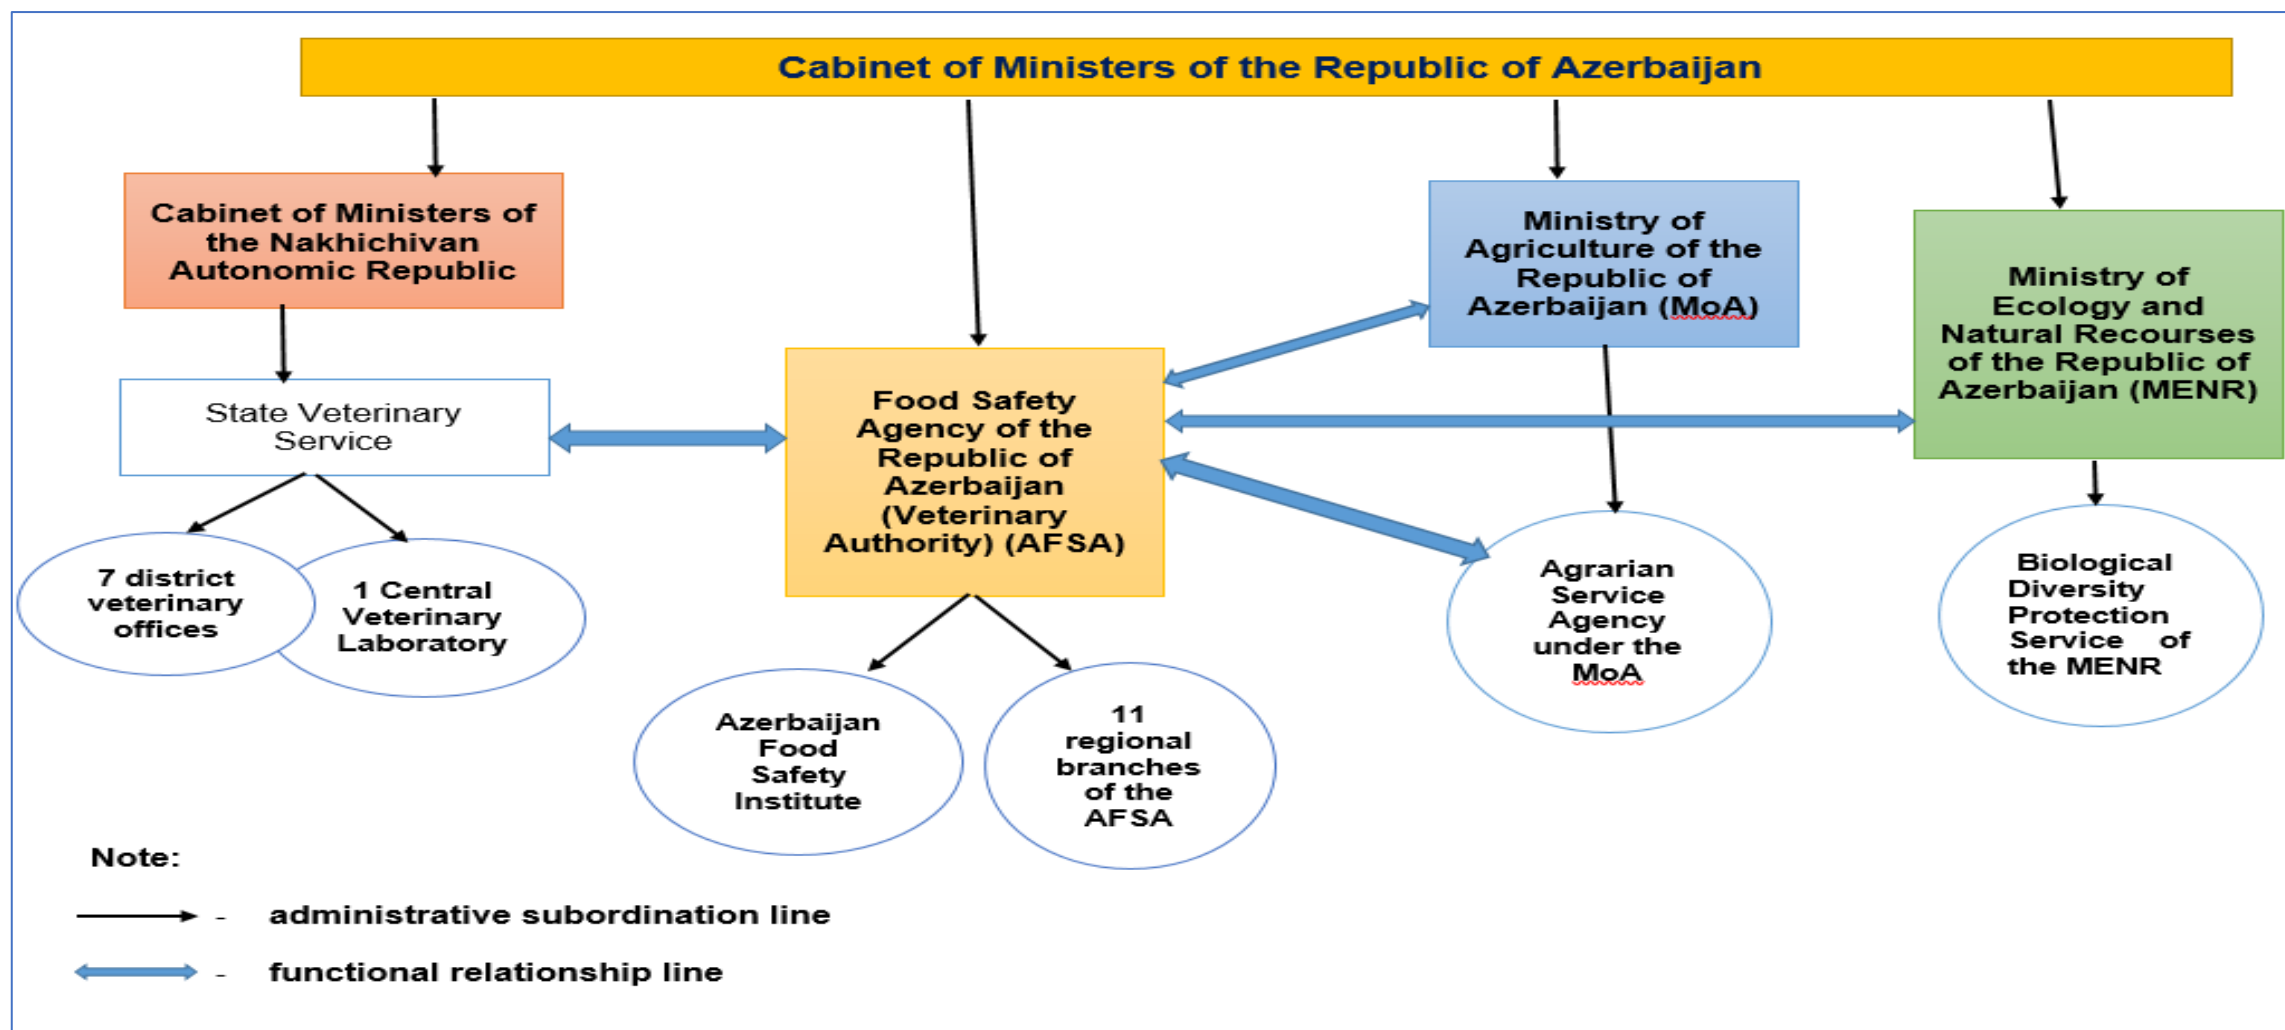 Cabinet of Ministers of the Republic of Azerbaijan
Cabinet of Ministers of
the Nakhichivan
Autonomic Republic
Ministry of
Agriculture of the
Republic of
Azerbaijan (MoA)
Ministry of
Ecology and
Natural Recourses
of the Republic of
Azerbaijan (MENR)
State Veterinary
Service
Food Safety
Agency of the
Republic of
Azerbaijan
(Veterinary
Authority) (AFSA)
7 district
veterinary
offices
1 Central
Veterinary
Laboratory
Agrarian
Service
Agency
under the
MoA
Biological
Diversity
Protection
Service of
the MENR
Azerbaijan
Food
Safety
Institute
11
regional
branches
of the
AFSA
Note:
- administrative subordination line
- functional relationship line